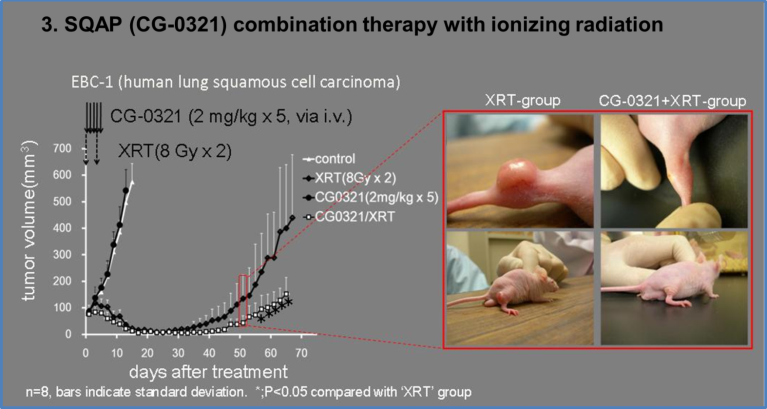 3. SQAP (CG-0321) combination therapy with ionizing radiation
EBC-1 (human lung squamous cell carcinoma)
CG-0321 (2 mg/kg x 5, via i.v.)
XRT(8 Gy x 2)
tumor volume(mm³)
700
600
500
400
300
200
100
0
control
XRT(8Gy x 2)
CG0321(2mg/kg x 5)
CG0321/XRT
* * * * *
0 10 20 30 40 50 60 70
days after treatment
XRT-group
CG-0321+XRT-group
n=8, bars indicate standard deviation. *;P<0.05 compared with ‘XRT’ group